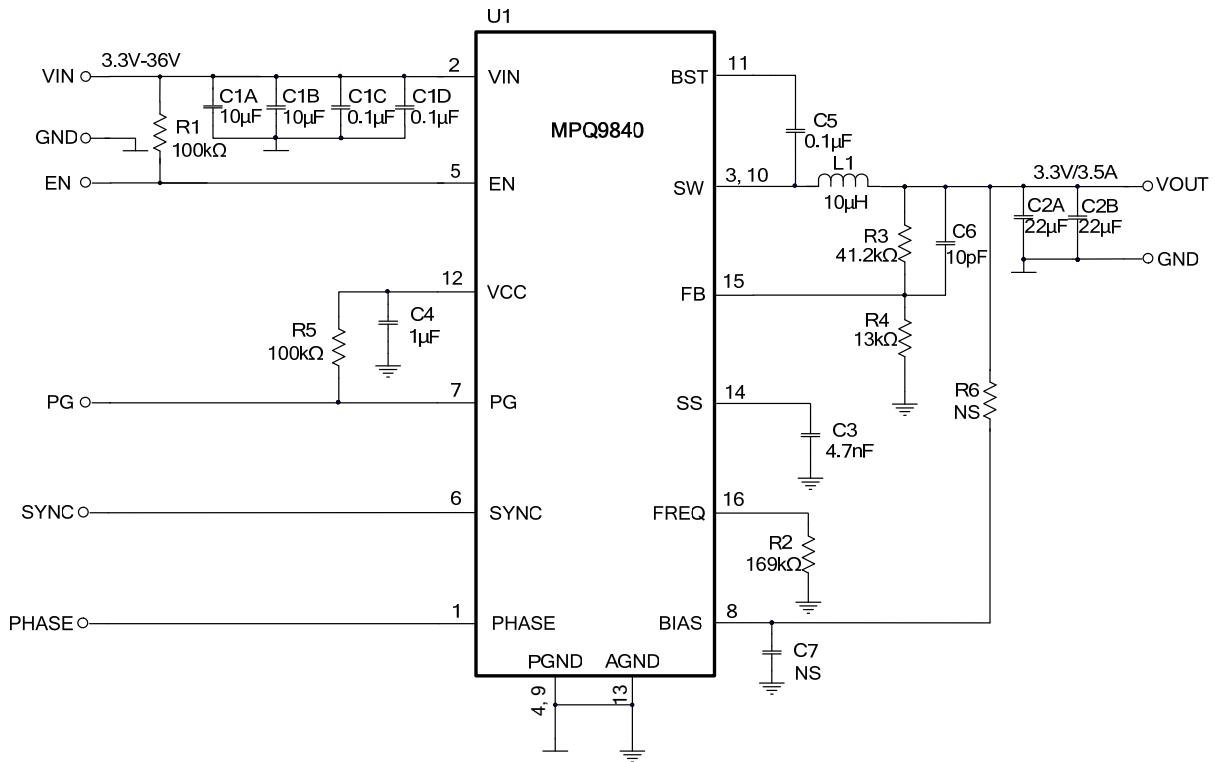 U1
MPQ9840
VIN
3.3V-36V
2
VIN
C1A
10µF
C1B
10µF
C1C
0.1µF
C1D
0.1µF
GND
R1
100kΩ
EN
5
EN
12
VCC
R5
100kΩ
C4
1µF
PG
7
PG
SYNC
6
SYNC
PHASE
1
PHASE
PGND
AGND
4, 9
13
BST
11
C5
0.1µF
SW
3, 10
L1
10µH
3.3V/3.5A
VOUT
R3
41.2kΩ
C6
10pF
C2A
22µF
C2B
22µF
GND
FB
15
R4
13kΩ
R6
NS
SS
14
C3
4.7nF
FREQ
16
R2
169kΩ
BIAS
8
C7
NS